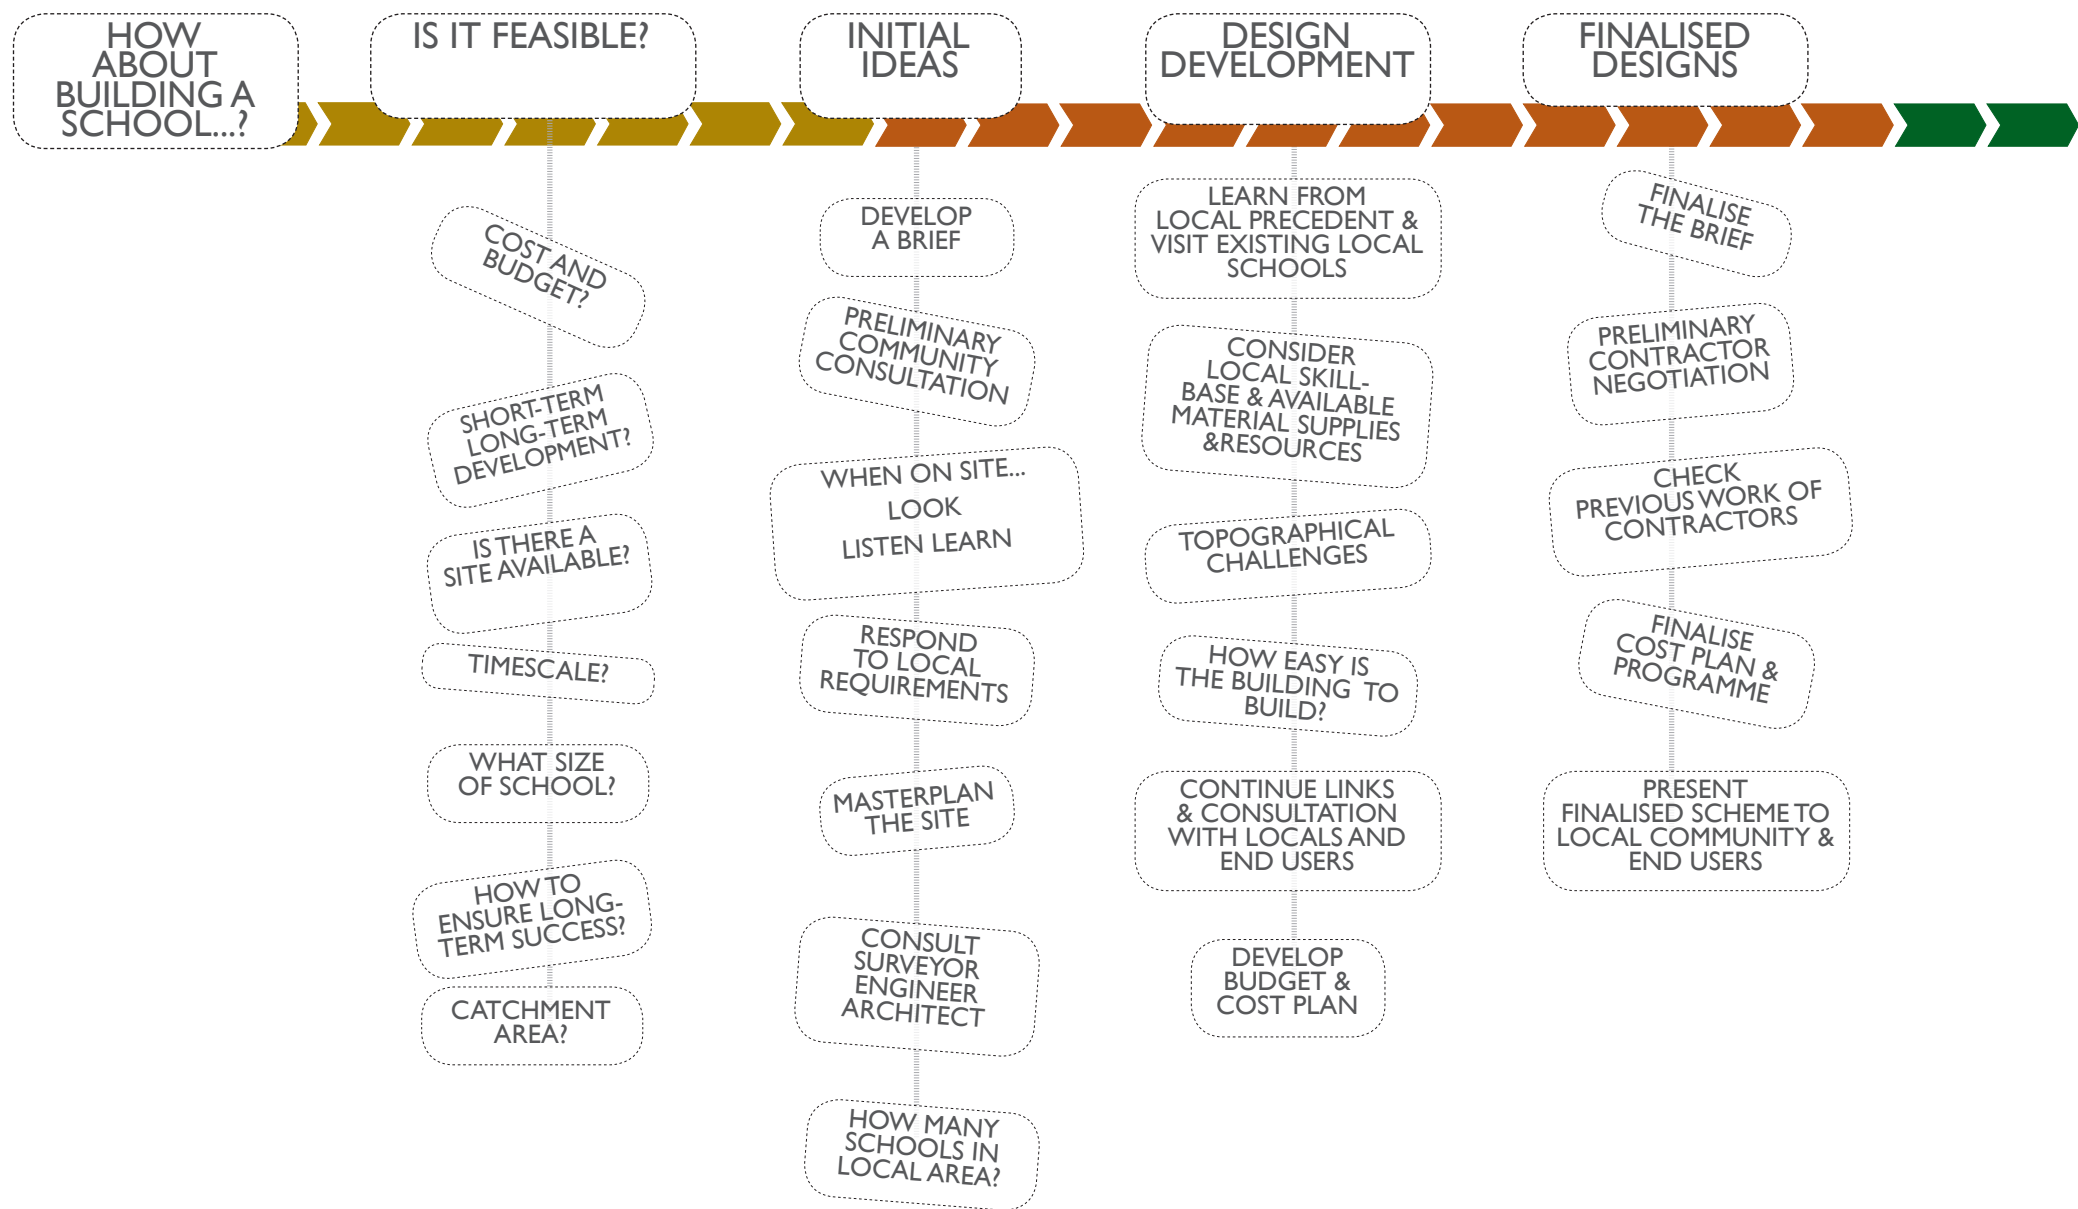 HOW
ABOUT
BUILDING A
SCHOOL...?
IS IT FEASIBLE?
INITIAL
IDEAS
DESIGN
DEVELOPMENT
FINALISED
DESIGNS
COST AND
BUDGET?
SHORT-TERM
LONG-TERM
DEVELOPMENT?
IS THERE A
SITE AVAILABLE?
TIMESCALE?
WHAT SIZE
OF SCHOOL?
HOW TO
ENSURE LONG-
TERM SUCCESS?
CATCHMENT
AREA?
DEVELOP
A BRIEF
PRELIMINARY
COMMUNITY
CONSULTATION
WHEN ON SITE...
LOOK
LISTEN LEARN
RESPOND
TO LOCAL
REQUIREMENTS
MASTERPLAN
THE SITE
CONSULT
SURVEYOR
ENGINEER
ARCHITECT
HOW MANY
SCHOOLS IN
LOCAL AREA?
LEARN FROM
LOCAL PRECEDENT &
VISIT EXISTING LOCAL
SCHOOLS
CONSIDER
LOCAL SKILL-
BASE & AVAILABLE
MATERIAL SUPPLIES
&RESOURCES
TOPOGRAPHICAL
CHALLENGES
HOW EASY IS
THE BUILDING TO
BUILD?
CONTINUE LINKS
& CONSULTATION
WITH LOCALS AND
END USERS
DEVELOP
BUDGET &
COST PLAN
FINALISE
THE BRIEF
PRELIMINARY
CONTRACTOR
NEGOTIATION
CHECK
PREVIOUS WORK OF
CONTRACTORS
FINALISE
COST PLAN &
PROGRAMME
PRESENT
FINALISED SCHEME TO
LOCAL COMMUNITY &
END USERS